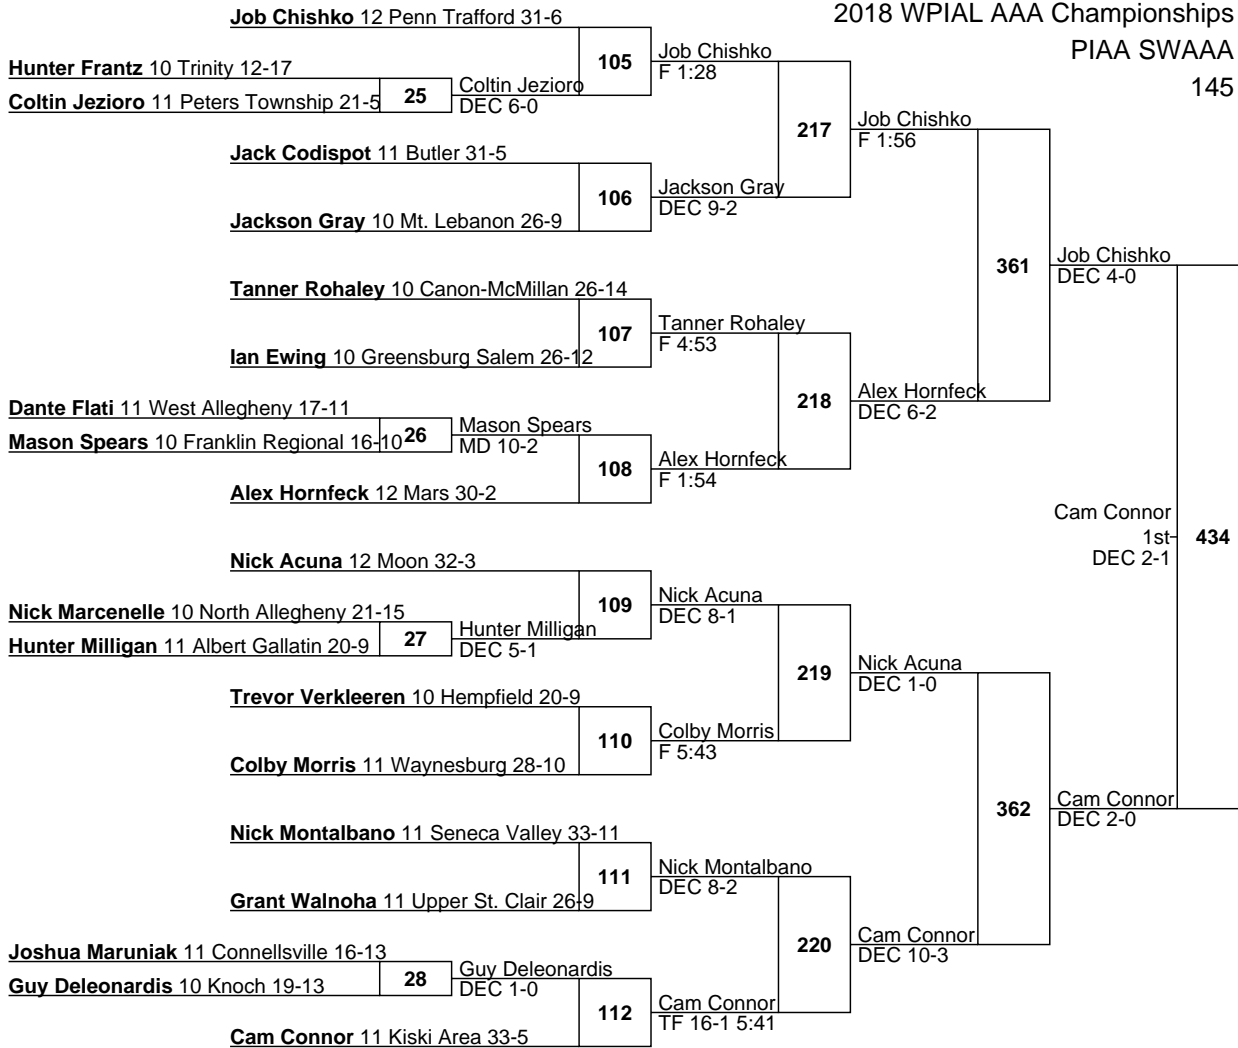 2018 WPIAL AAA Championships
PIAA SWAAA
145
Job Chishko 12 Penn Trafford 31-6
Hunter Frantz 10 Trinity 12-17
Coltin Jezioro 11 Peters Township 21-5
25
Coltin Jezioro
DEC 6-0
105
Job Chishko
F 1:28
Jack Codispot 11 Butler 31-5
Jackson Gray 10 Mt. Lebanon 26-9
106
Jackson Gray
DEC 9-2
217
Job Chishko
F 1:56
Tanner Rohaley 10 Canon-McMillan 26-14
Ian Ewing 10 Greensburg Salem 26-12
107
Tanner Rohaley
F 4:53
Dante Flati 11 West Allegheny 17-11
Mason Spears 10 Franklin Regional 16-10
26
Mason Spears
MD 10-2
Alex Hornfeck 12 Mars 30-2
108
Alex Hornfeck
F 1:54
218
Alex Hornfeck
DEC 6-2
361
Job Chishko
DEC 4-0
Nick Acuna 12 Moon 32-3
Nick Marcenelle 10 North Allegheny 21-15
Hunter Milligan 11 Albert Gallatin 20-9
27
Hunter Milligan
DEC 5-1
109
Nick Acuna
DEC 8-1
Trevor Verkleeren 10 Hempfield 20-9
Colby Morris 11 Waynesburg 28-10
110
Colby Morris
F 5:43
219
Nick Acuna
DEC 1-0
Nick Montalbano 11 Seneca Valley 33-11
Grant Walnoha 11 Upper St. Clair 26-9
111
Nick Montalbano
DEC 8-2
Joshua Maruniak 11 Connellsville 16-13
Guy Deleonardis 10 Knoch 19-13
28
Guy Deleonardis
DEC 1-0
Cam Connor 11 Kiski Area 33-5
112
Cam Connor
TF 16-1 5:41
220
Cam Connor
DEC 10-3
362
Cam Connor
DEC 2-0
Cam Connor
1st
DEC 2-1
434